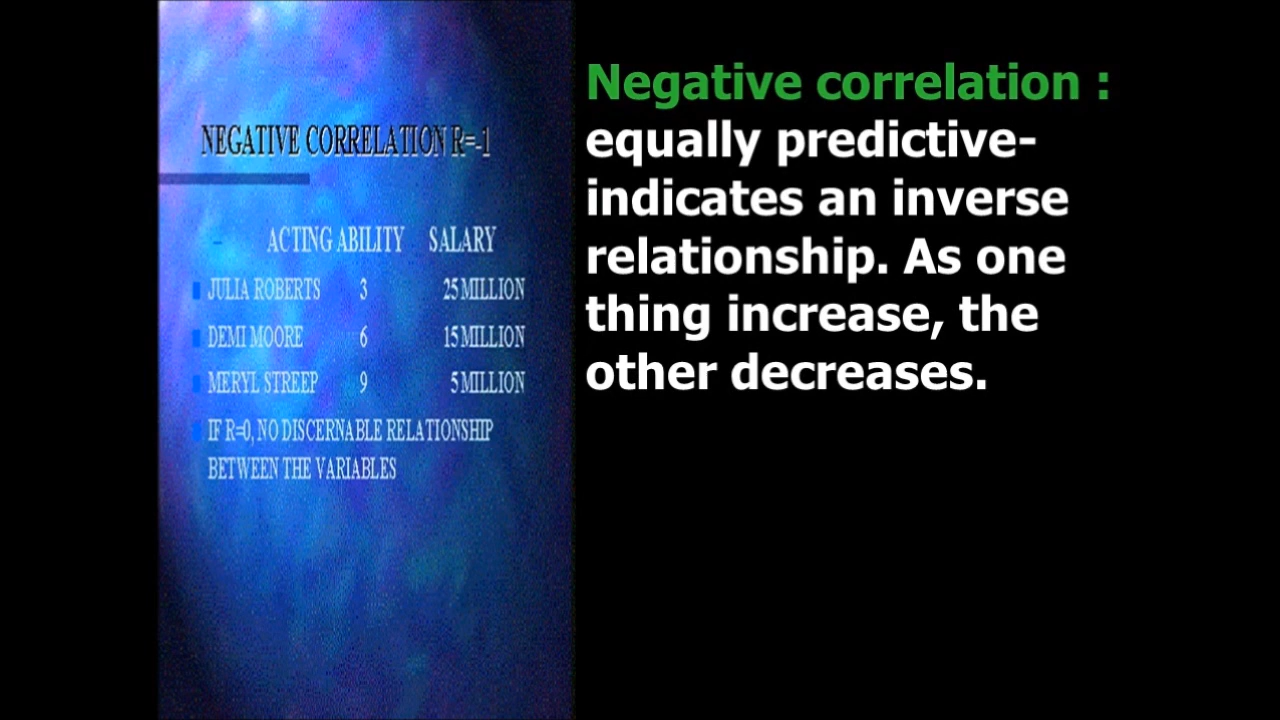 NEGATIVE CORRELATION R=-1
– ACTING ABILITY SALARY
JULIA ROBERTS 3 25 MILLION
DEMI MOORE 6 15 MILLION
MERYL STREEP 9 5 MILLION
IF R=0, NO DISCERNABLE RELATIONSHIP
BETWEEN THE VARIABLES
Negative correlation :
equally predictive-
indicates an inverse
relationship. As one
thing increase, the
other decreases.